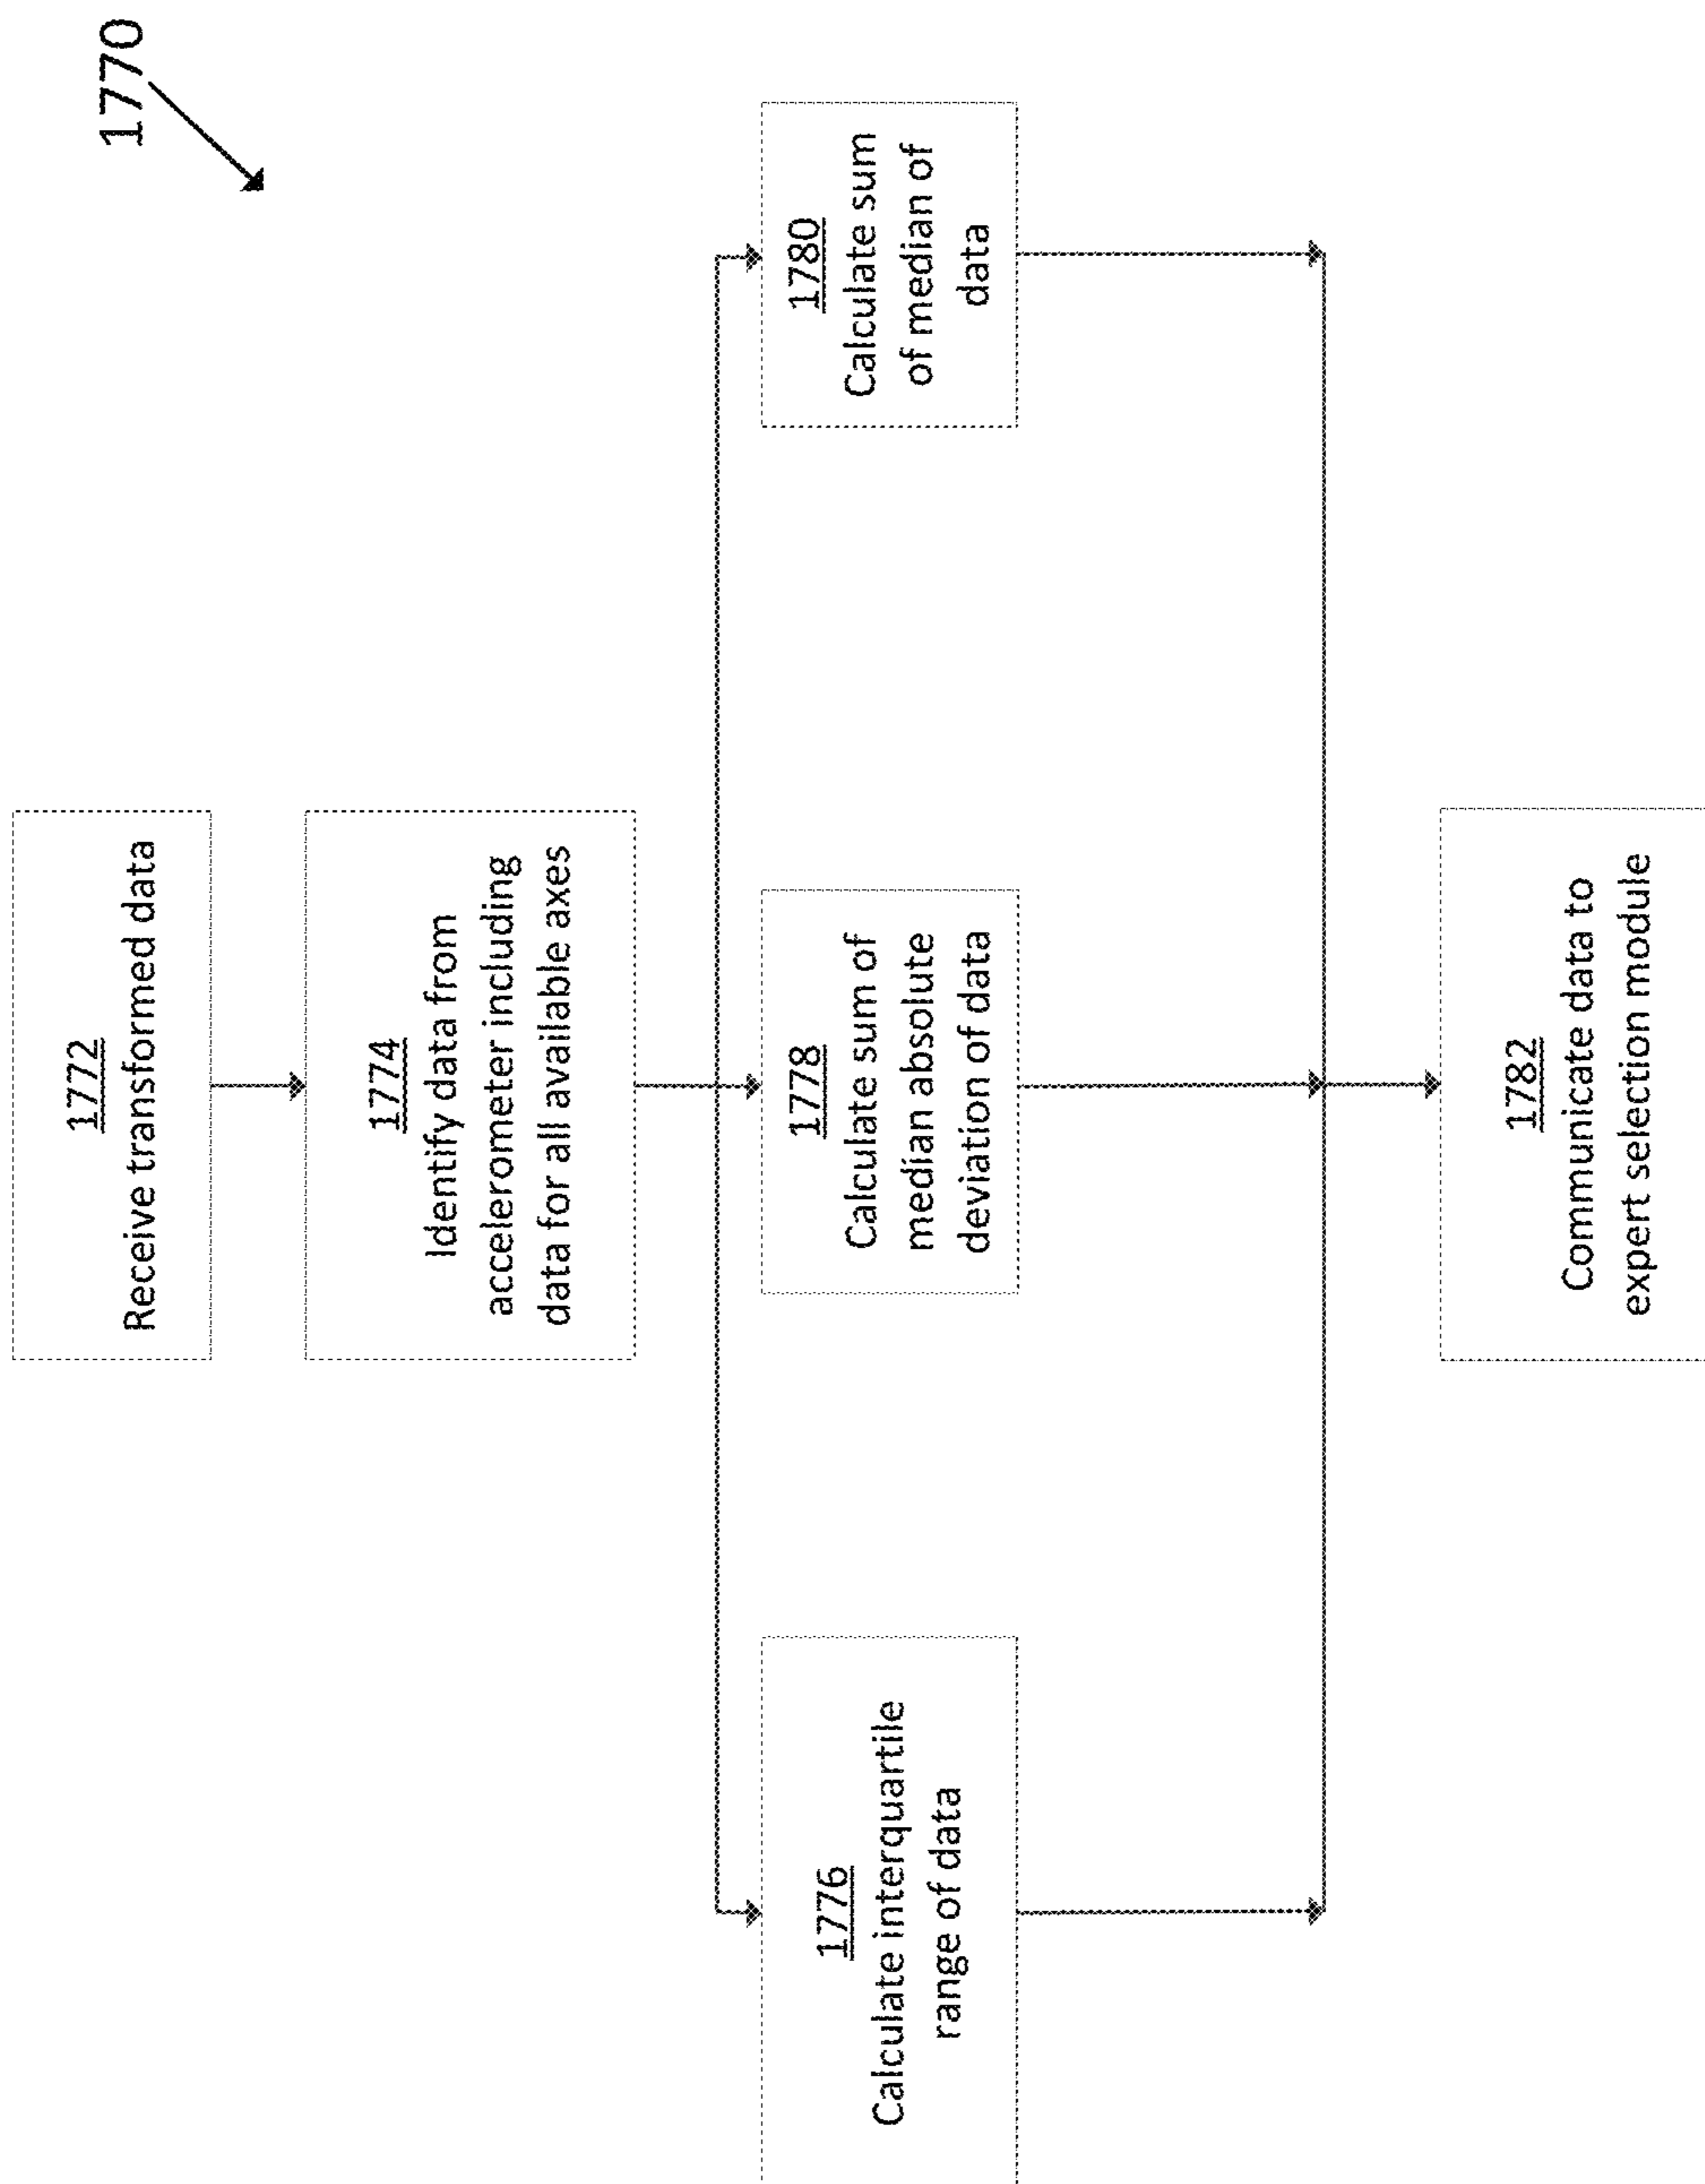 1770
1772
Receive transformed data
1774
Identify data from
accelerometer including
data for all available axes
1776
Calculate interquartile
range of data
1778
Calculate sum of
median absolute
deviation of data
1780
Calculate sum
of median of
data
1782
Communicate data to
expert selection module